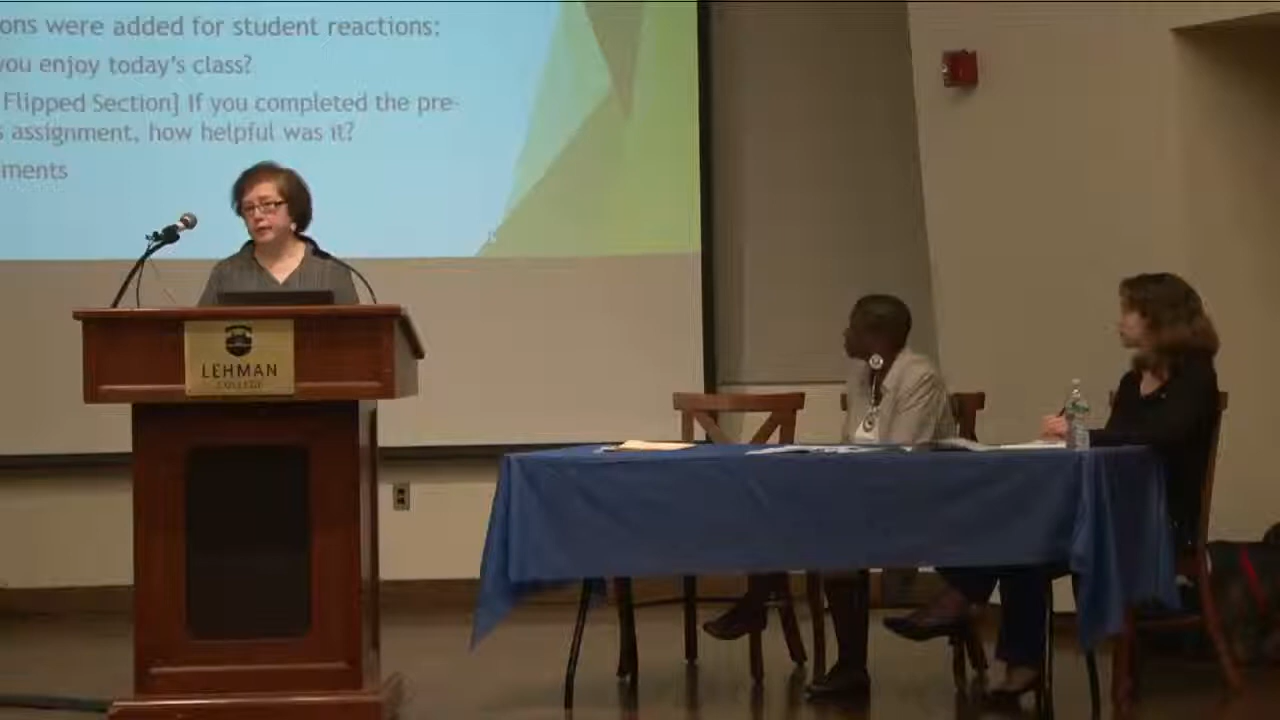 ons were added for student reactions:
you enjoy today's class?
Flipped Section] If you completed the pre-
s assignment, how helpful was it?
ments
LEHMAN
COLLEGE